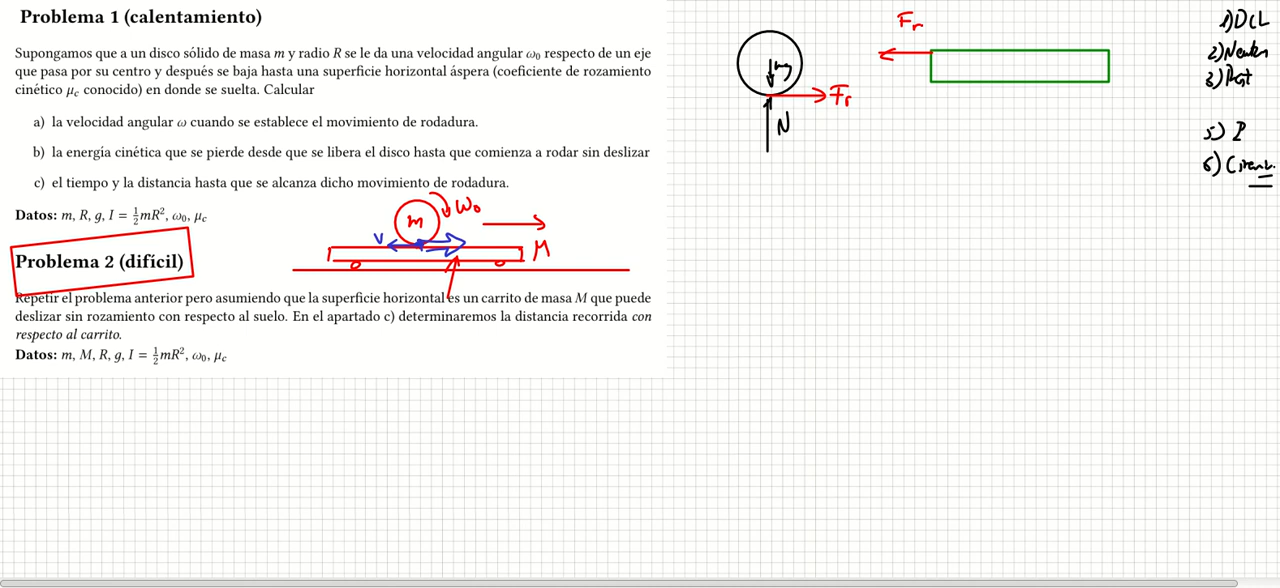 Problema 1 (calentamiento)
Supongamos que a un disco sólido de masa m y radio R se le da una velocidad angular ω₀ respecto de un eje
que pasa por su centro y después se baja hasta una superficie horizontal áspera (coeficiente de rozamiento
cinético μc conocido) en donde se suelta. Calcular
a) la velocidad angular ω cuando se establece el movimiento de rodadura.
b) la energía cinética que se pierde desde que se libera el disco hasta que comienza a rodar sin deslizar
c) el tiempo y la distancia hasta que se alcanza dicho movimiento de rodadura.
Datos: m, R, g, I = ½mR², ω₀, μc
m
ω₀
v
M
Problema 2 (difícil)
Repetir el problema anterior pero asumiendo que la superficie horizontal es un carrito de masa M que puede
deslizar sin rozamiento con respecto al suelo. En el apartado c) determinaremos la distancia recorrida con
respecto al carrito.
Datos: m, M, R, g, I = ½mR², ω₀, μc
mg
Fr
N
Fr
1) DCL
2)
3)
5)
6)